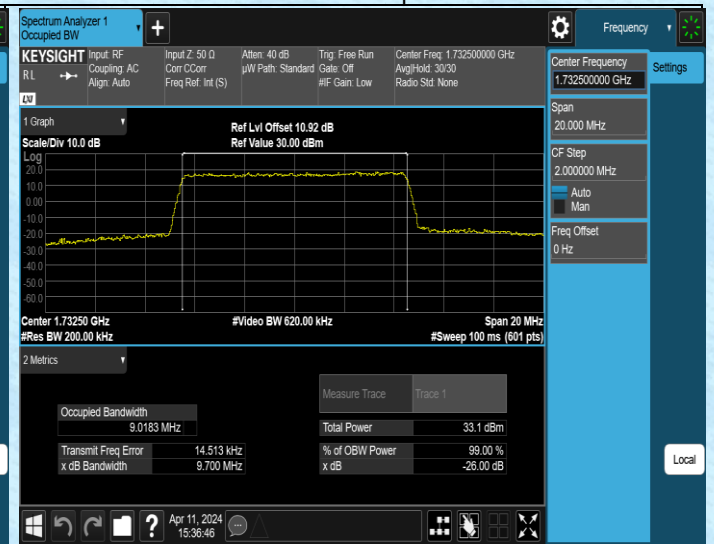 Spectrum Analyzer 1
Occupied BW
Frequency
KEYSIGHT
R L
LXI
Input: RF
Coupling: AC
Align: Auto
Input Z: 50 Ω
Corr CCorr
Freq Ref: Int (S)
Atten: 40 dB
µW Path: Standard
Trig: Free Run
Gate: Off
#IF Gain: Low
Center Freq: 1.732500000 GHz
Avg|Hold: 30/30
Radio Std: None
Center Frequency
1.732500000 GHz
Settings
Span
20.000 MHz
CF Step
2.000000 MHz
Auto
Man
Freq Offset
0 Hz
1 Graph
Scale/Div 10.0 dB
Ref Lvl Offset 10.92 dB
Ref Value 30.00 dBm
Log
20.0
10.0
0.00
-10.0
-20.0
-30.0
-40.0
-50.0
-60.0
Center 1.73250 GHz
#Video BW 620.00 kHz
Span 20 MHz
#Res BW 200.00 kHz
#Sweep 100 ms (601 pts)
2 Metrics
Measure Trace
Trace 1
Occupied Bandwidth
9.0183 MHz
Total Power
33.1 dBm
Transmit Freq Error
14.513 kHz
% of OBW Power
99.00 %
x dB Bandwidth
9.700 MHz
x dB
-26.00 dB
Local
?
Apr 11, 2024
15:36:46